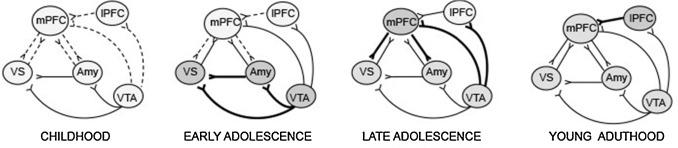 mPFC lPFC
VS Amy
VTA
CHILDHOOD
mPFC lPFC
VS Amy
VTA
EARLY ADOLESCENCE
mPFC lPFC
VS Amy
VTA
LATE ADOLESCENCE
mPFC lPFC
VS Amy
VTA
YOUNG ADUTHOOD